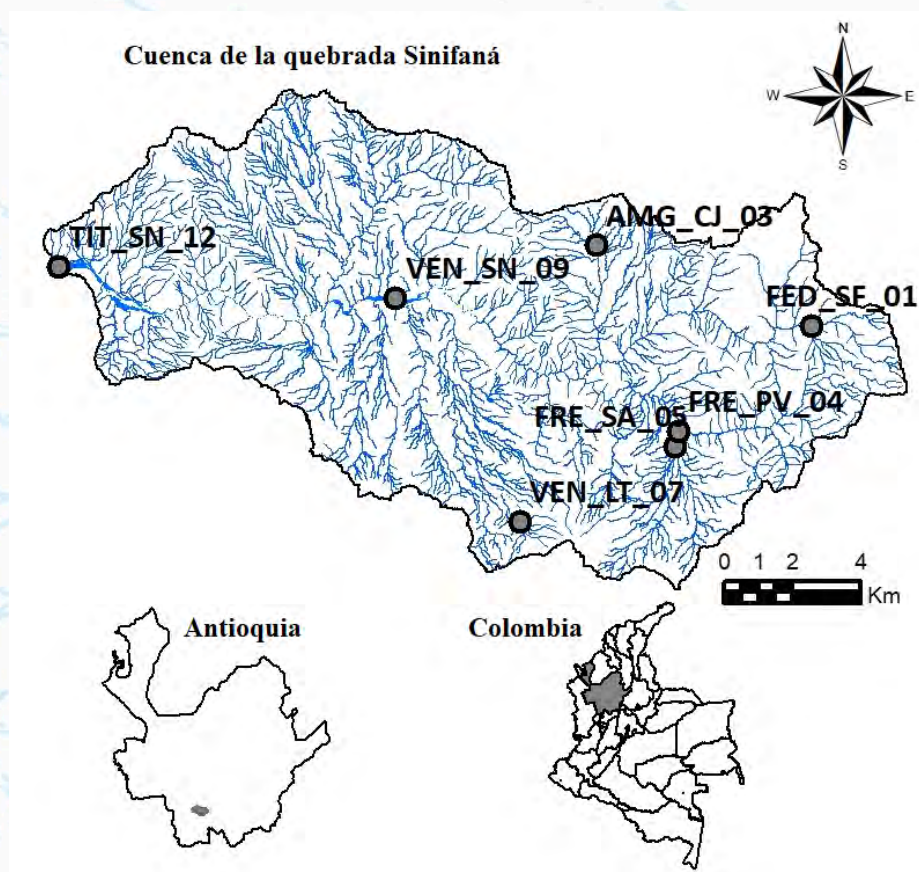 Cuenca de la quebrada Sinifaná
N
W
E
S
AMG_CJ_03
TIT_SN_12
VEN_SN_09
FED_SF_01
FRE_PV_04
FRE_SA_05
VEN_LT_07
0 1 2 4
Km
Antioquia
Colombia